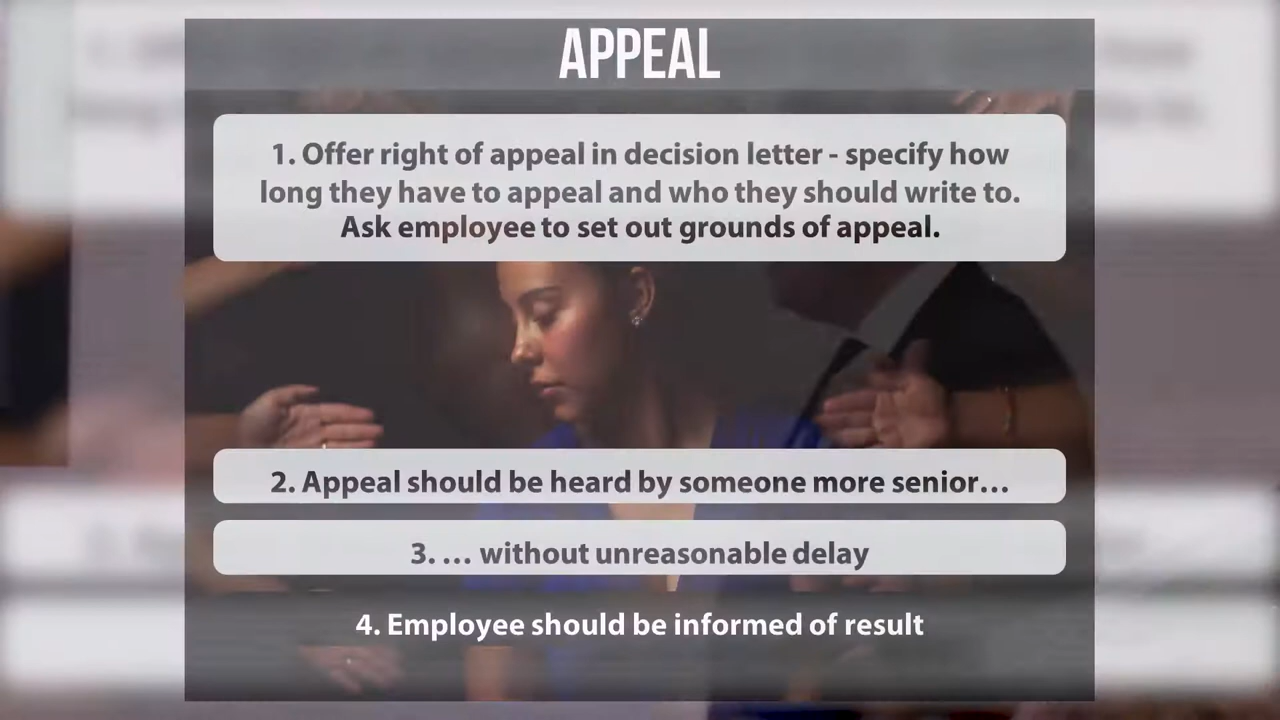 APPEAL
1. Offer right of appeal in decision letter - specify how
long they have to appeal and who they should write to.
Ask employee to set out grounds of appeal.
2. Appeal should be heard by someone more senior…
3. … without unreasonable delay
4. Employee should be informed of result